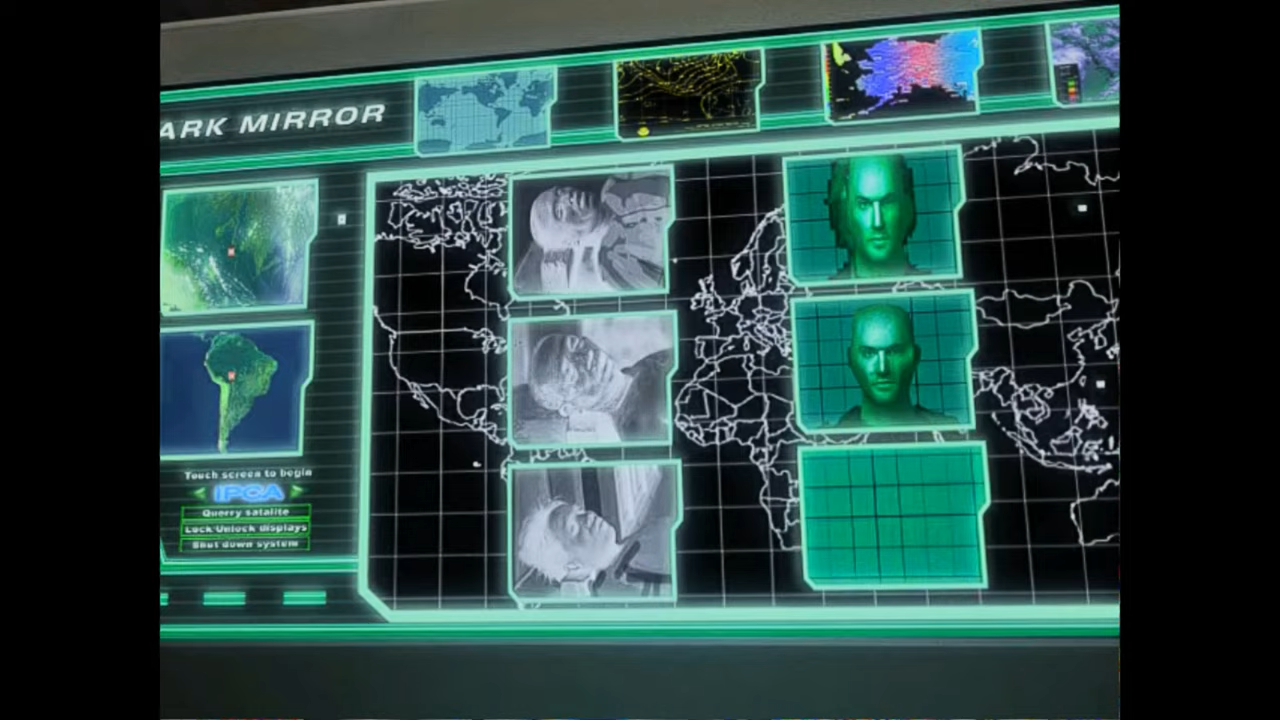 ARK MIRROR
Touch screen to begin
IPCA
Querry satalite
Lock/Unlock displays
Shut down system